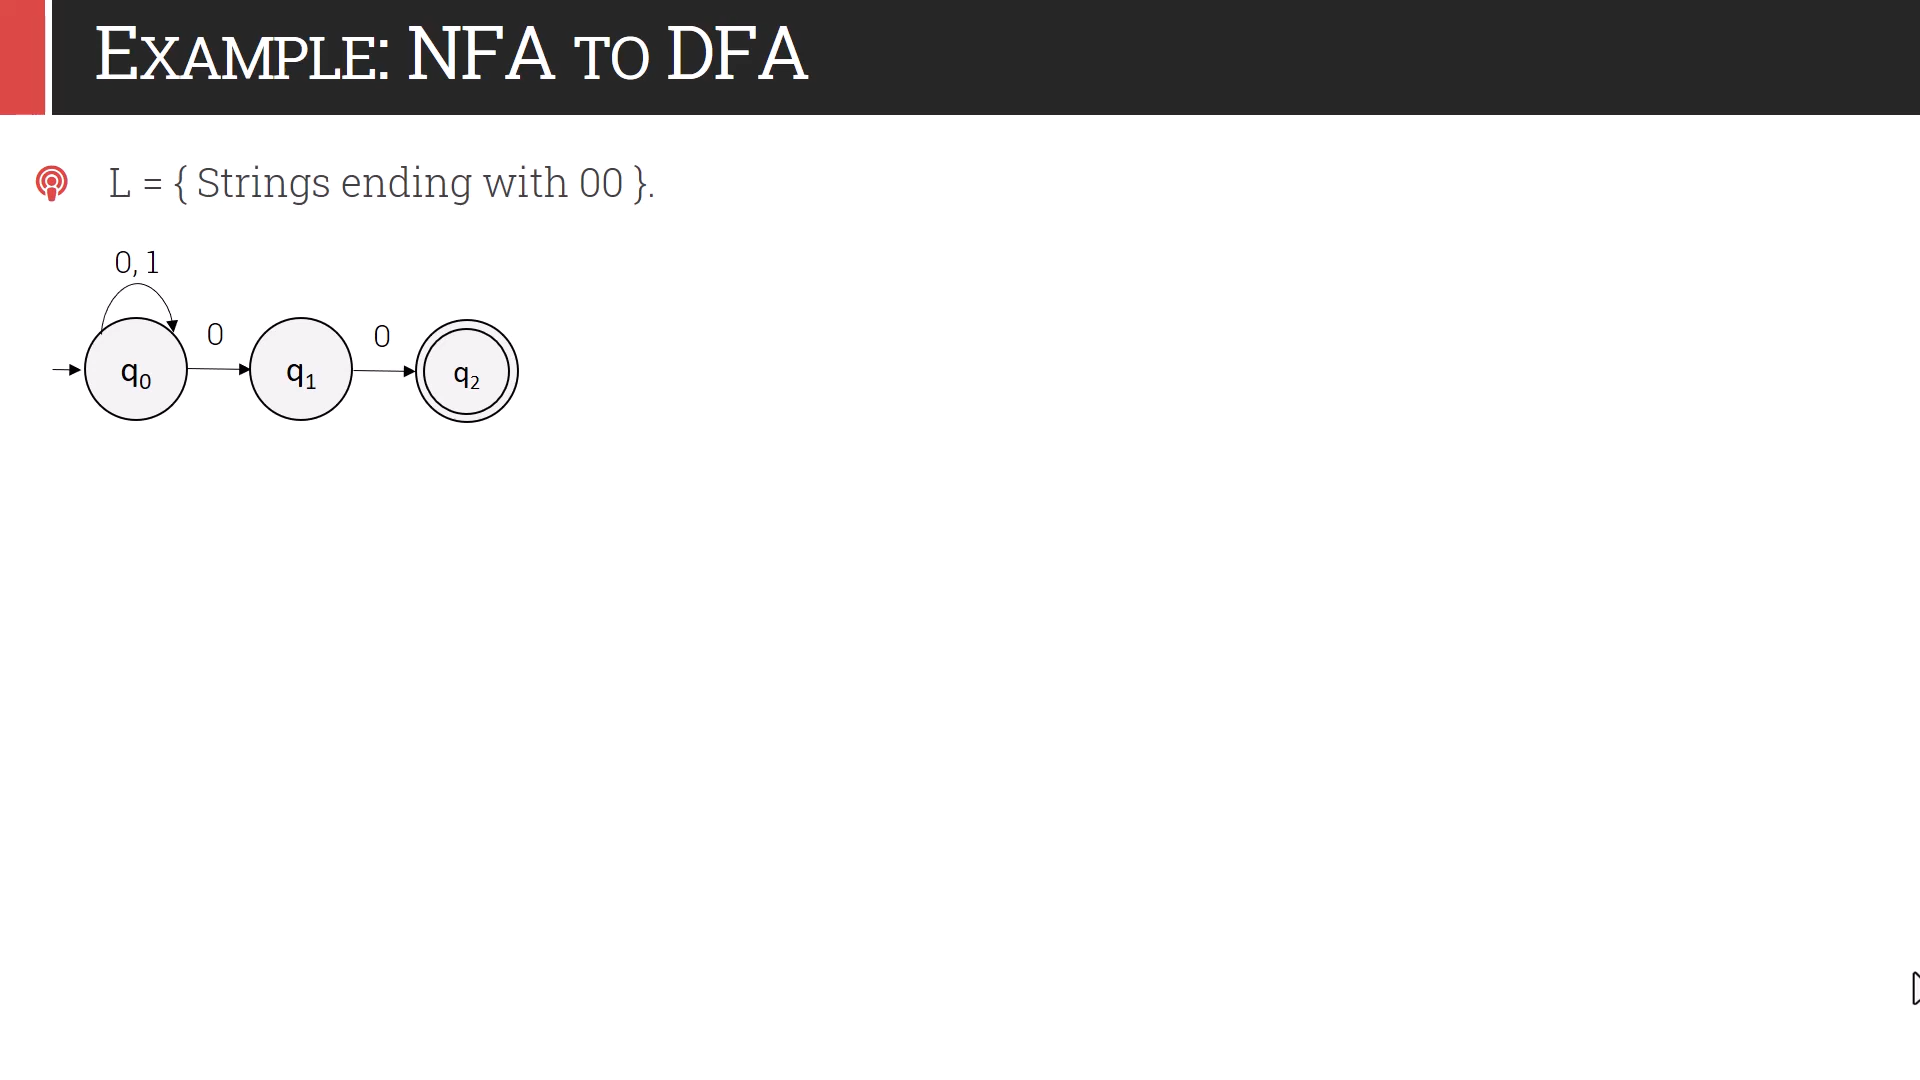 EXAMPLE: NFA TO DFA
L = { Strings ending with 00 }.
0, 1
0
0
q0
q1
q2